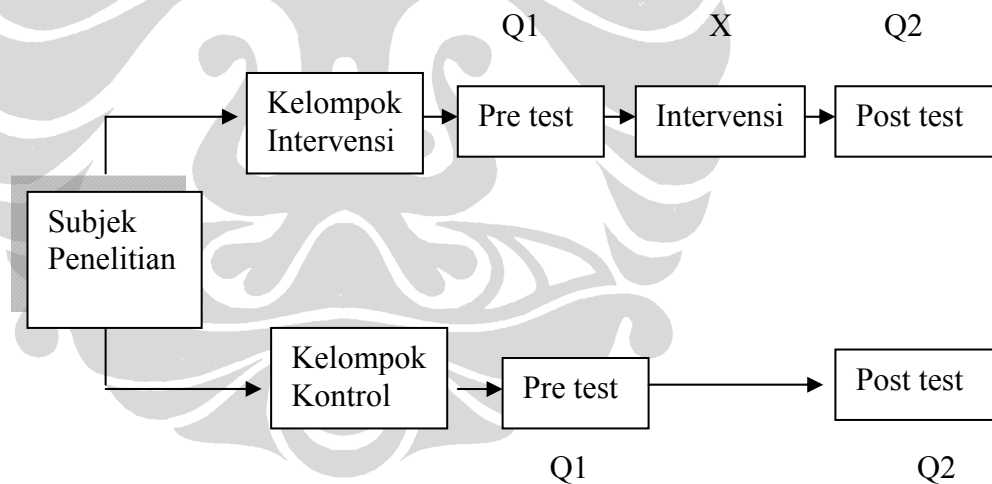 Q1 X Q2
Kelompok
Intervensi
Pre test
Intervensi
Post test
Subjek
Penelitian
Kelompok
Kontrol
Pre test
Post test
Q1 Q2